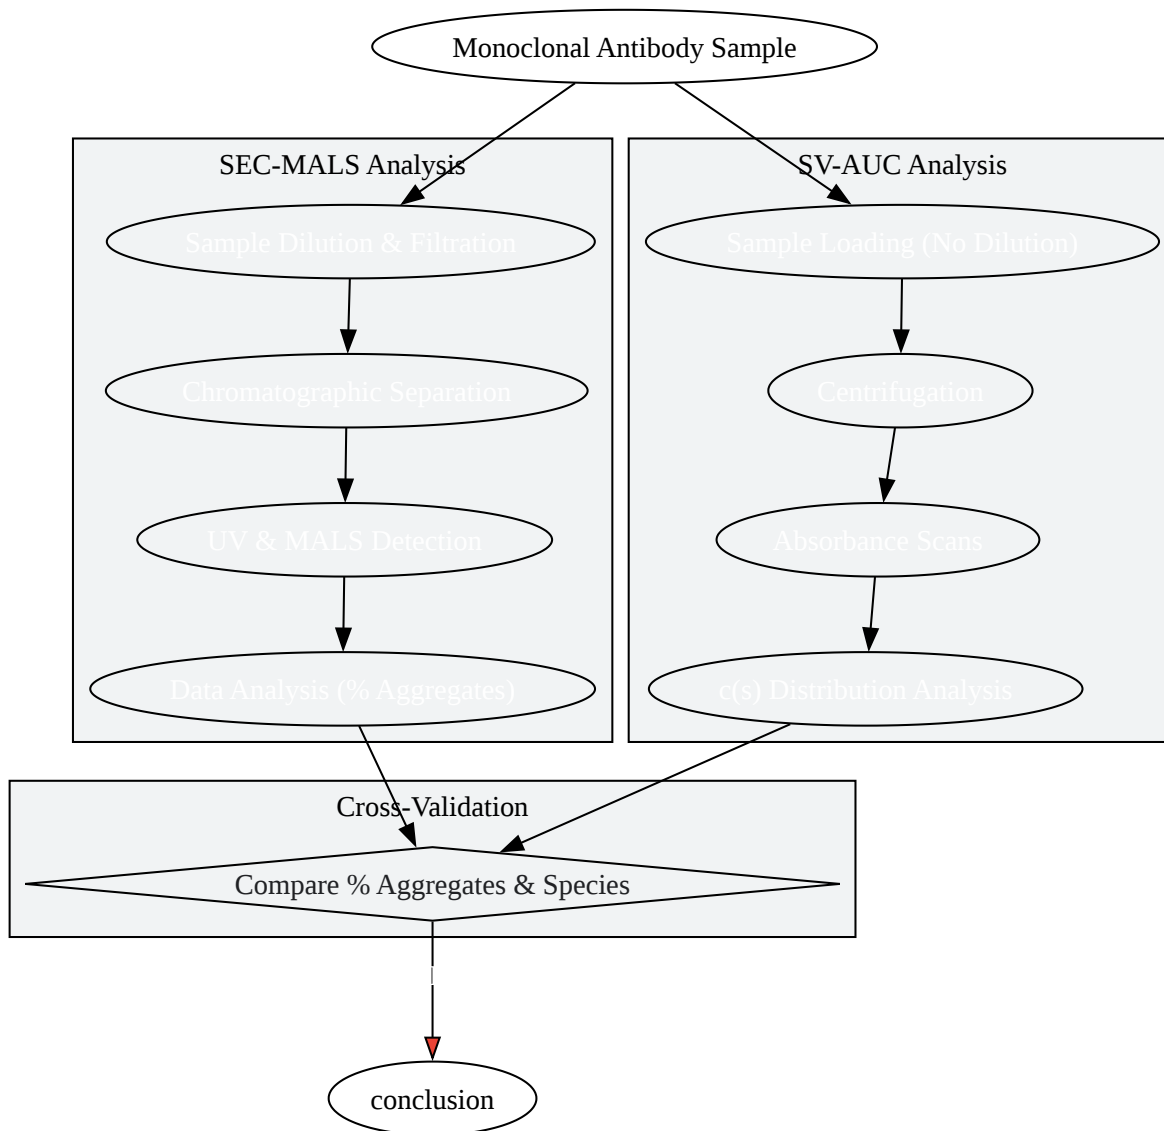 Monoclonal Antibody Sample
SEC-MALS Analysis
Sample Dilution & Filtration
Chromatographic Separation
UV & MALS Detection
Data Analysis (% Aggregates)
SV-AUC Analysis
Sample Loading (No Dilution)
Centrifugation
Absorbance Scans
c(s) Distribution Analysis
Cross-Validation
Compare % Aggregates & Species
conclusion